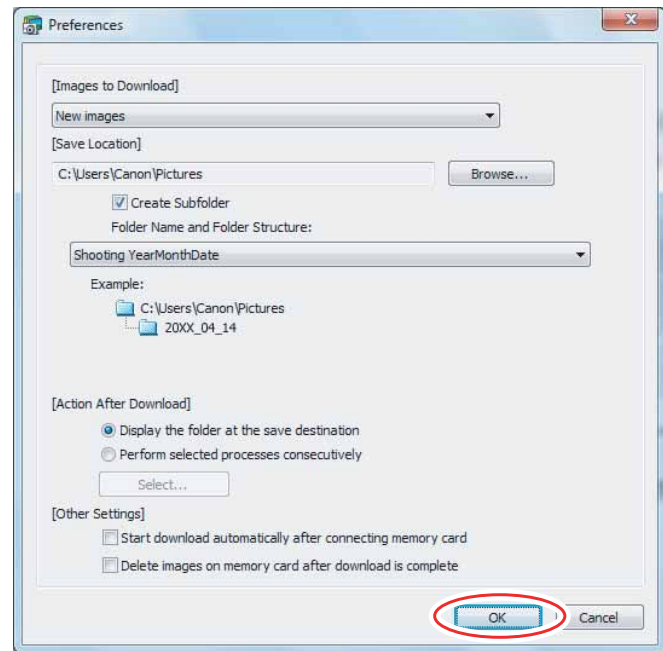 Preferences
[Images to Download]
New images
[Save Location]
C:\Users\Canon\Pictures
Browse...
Create Subfolder
Folder Name and Folder Structure:
Shooting YearMonthDate
Example:
C:\Users\Canon\Pictures
20XX_04_14
[Action After Download]
Display the folder at the save destination
Perform selected processes consecutively
Select...
[Other Settings]
Start download automatically after connecting memory card
Delete images on memory card after download is complete
OK Cancel